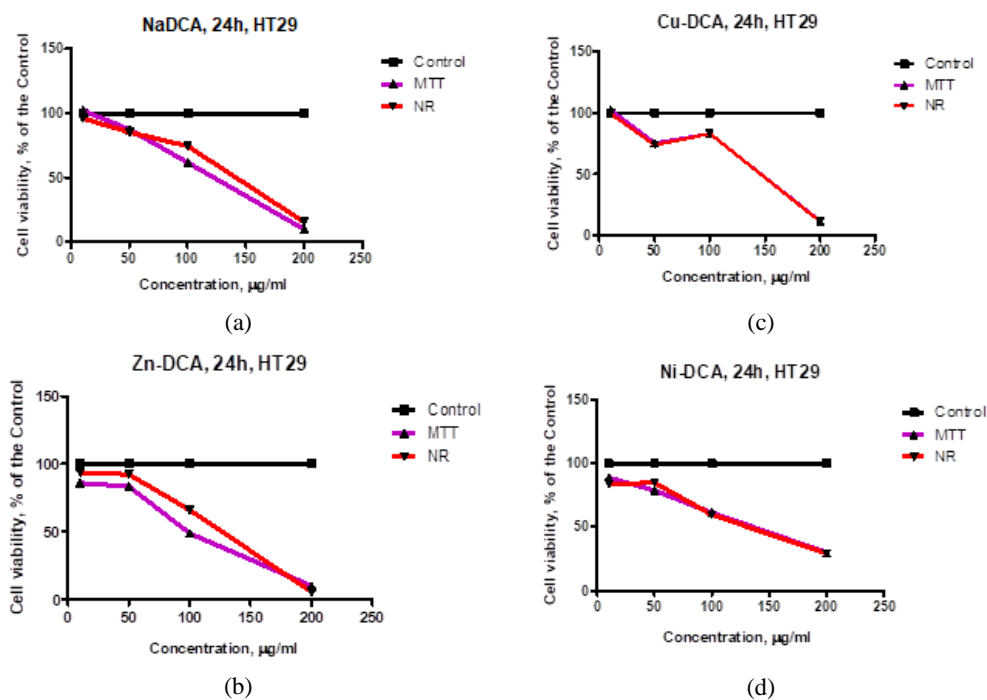 NaDCA, 24h, HT29
Cell viability, % of the Control
150
100
50
0
0 50 100 150 200 250
Concentration, µg/ml
Control
MTT
NR
(a)
Cu-DCA, 24h, HT29
Cell viability, % of the Control
150
100
50
0
0 50 100 150 200 250
Concentration, µg/ml
Control
MTT
NR
(c)
Zn-DCA, 24h, HT29
Cell viability, % of the Control
150
100
50
0
0 50 100 150 200 250
Concentration, µg/ml
Control
MTT
NR
(b)
Ni-DCA, 24h, HT29
Cell viability, % of the Control
150
100
50
0
0 50 100 150 200 250
Concentration, µg/ml
Control
MTT
NR
(d)